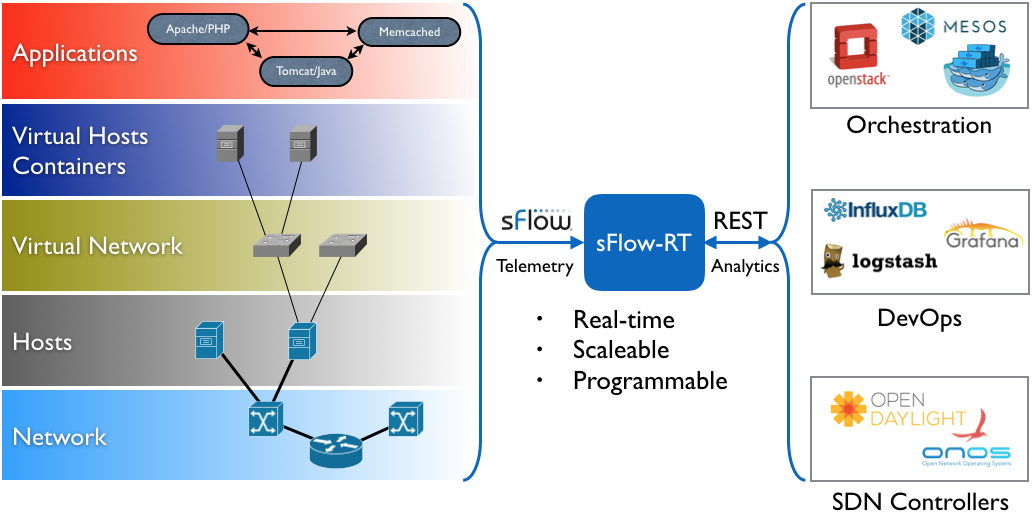 Applications
Apache/PHP
Memcached
Tomcat/Java
Virtual Hosts
Containers
Virtual Network
Hosts
Network
sFlow
Telemetry
sFlow-RT
REST
Analytics
• Real-time
• Scaleable
• Programmable
openstack™
MESOS
Orchestration
InfluxDB
Grafana
logstash
DevOps
OPEN
DAYLIGHT
onos
Open Network Operating System
SDN Controllers